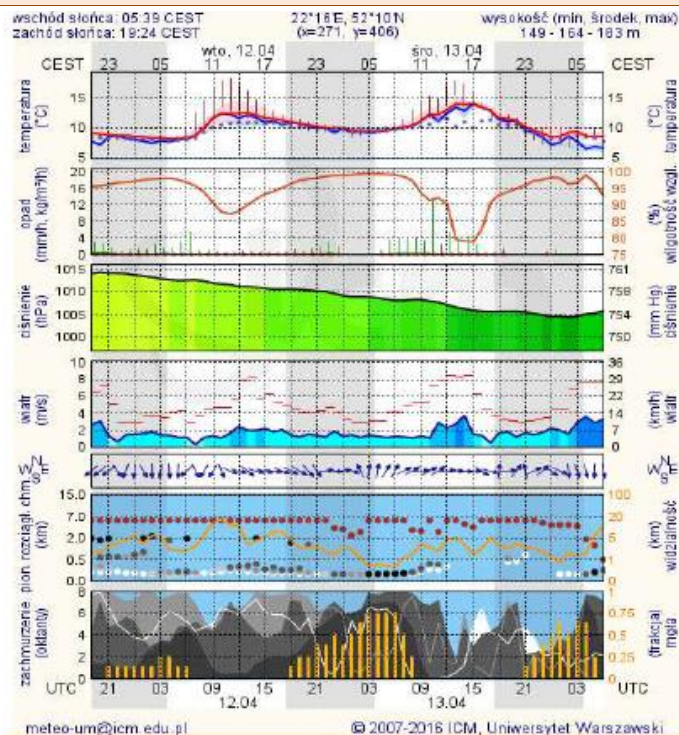 wschód słońca: 05:39 CEST 22°16'E, 52°10'N wysokość (min, środek, max)
zachód słońca: 19:24 CEST (x=271, y=406) 149 - 164 - 183 m
wto, 12.04 śro, 13.04
CEST 23 05 11 17 23 05 11 17 23 05 CEST
temperatura (°C)
15
10
5
15
10
5
(°C) temperatura
opad (mm/h, kg/m²/h)
20
16
12
8
4
0
100
95
90
85
80
75
(%) wilgotność wzgl.
ciśnienie (hPa)
1015
1010
1005
1000
761
758
754
750
(mm Hg) ciśnienie
wiatr (m/s)
10
8
6
4
2
0
36
29
22
14
7
0
(km/h) wiatr
W N S E
W N S E
pion. rozciągł. chm. (km)
15.0
7.0
2.0
0.5
0.0
100
20
5
1
0
(km) widzialność
zachmurzenie (oktanty)
8
6
4
2
0
1
0.75
0.5
0.25
0
(frakcja) mgła
UTC 21 03 09 15 21 03 09 15 21 03 UTC
12.04 13.04
meteo-um@icm.edu.pl © 2007-2016 ICM, Uniwersytet Warszawski